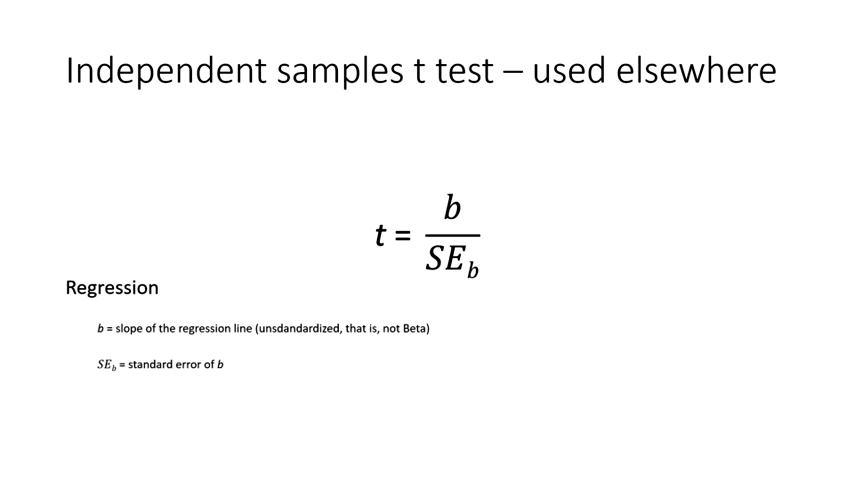 Independent samples t test – used elsewhere
t = b / SE_b
Regression
b = slope of the regression line (unsdandardized, that is, not Beta)
SE_b = standard error of b